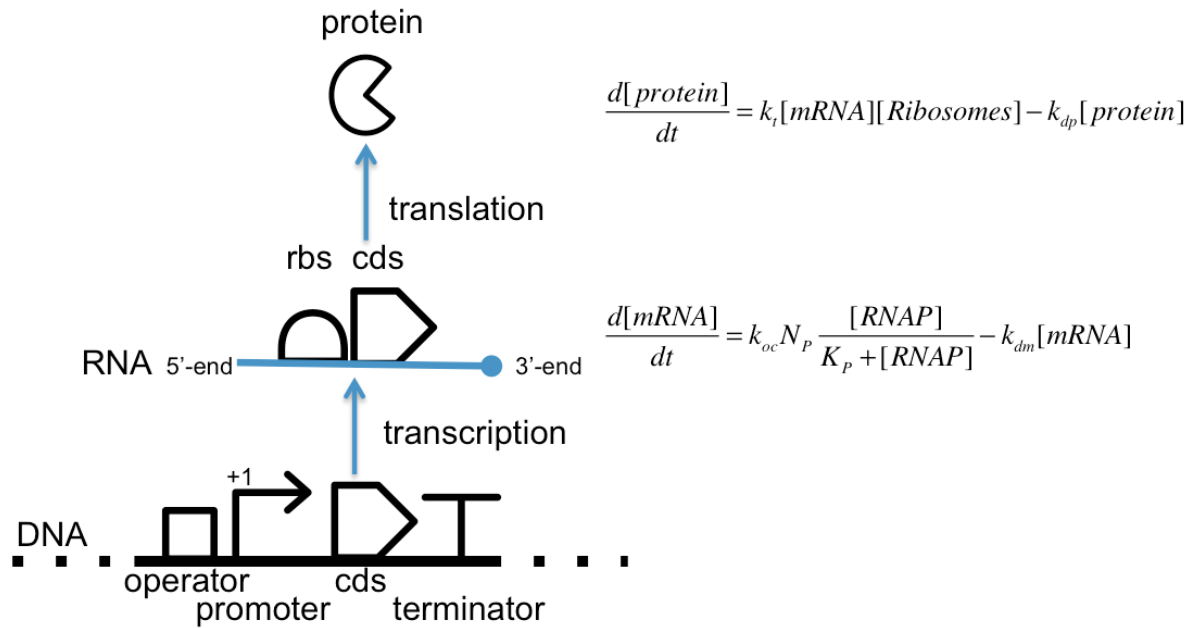 protein
d[protein]/dt = k_t[mRNA][Ribosomes] − k_dp[protein]
translation
rbs cds
d[mRNA]/dt = k_oc N_P [RNAP]/(K_P + [RNAP]) − k_dm[mRNA]
RNA 5’-end 3’-end
transcription
+1
DNA
operator cds
promoter terminator